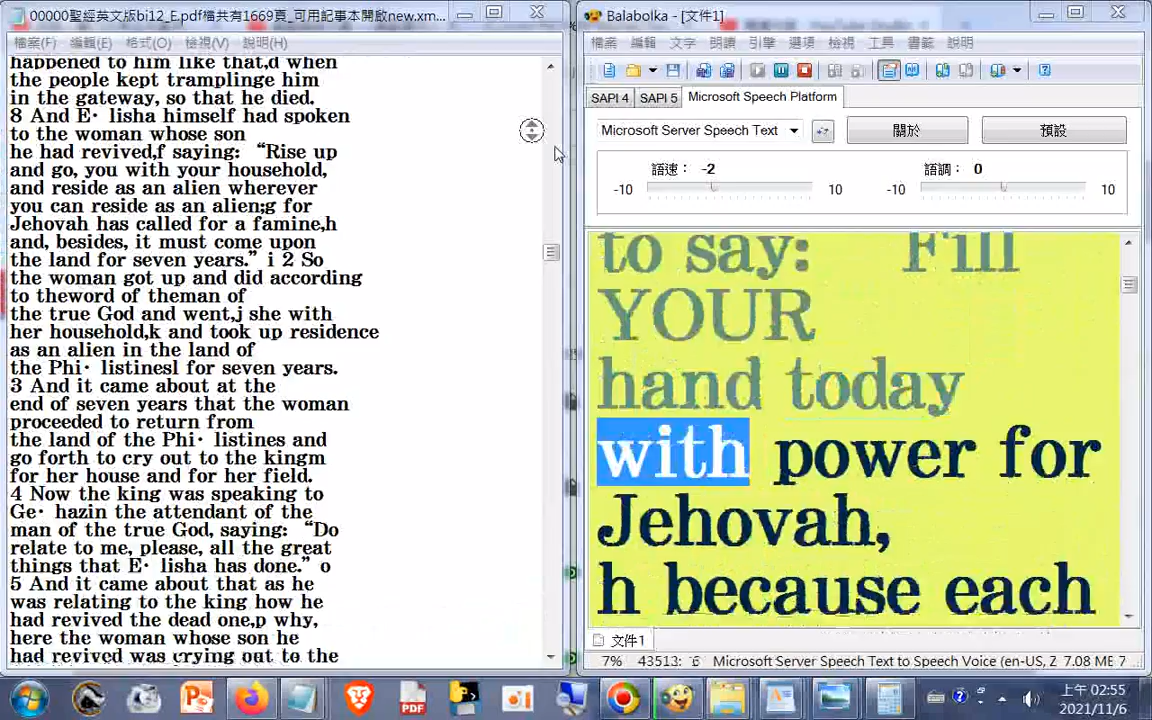 00000聖經英文版bi12_E.pdf檔共有1669頁_可用記事本開啟new.xm...
檔案(F) 編輯(E) 格式(O) 檢視(V) 說明(H)
happened to him like that,d when
the people kept tramplinge him
in the gateway, so that he died.
8 And E‧ lisha himself had spoken
to the woman whose son
he had revived,f saying: “Rise up
and go, you with your household,
and reside as an alien wherever
you can reside as an alien;g for
Jehovah has called for a famine,h
and, besides, it must come upon
the land for seven years.” i 2 So
the woman got up and did according
to theword of theman of
the true God and went,j she with
her household,k and took up residence
as an alien in the land of
the Phi‧ listinesl for seven years.
3 And it came about at the
end of seven years that the woman
proceeded to return from
the land of the Phi‧ listines and
go forth to cry out to the kingm
for her house and for her field.
4 Now the king was speaking to
Ge‧ hazin the attendant of the
man of the true God, saying: “Do
relate to me, please, all the great
things that E‧ lisha has done.” o
5 And it came about that as he
was relating to the king how he
had revived the dead one,p why,
here the woman whose son he
had revived was crying out to the
Balabolka - [文件1]
檔案 編輯 文字 朗讀 引擎 選項 檢視 工具 書籤 說明
SAPI 4 SAPI 5 Microsoft Speech Platform
Microsoft Server Speech Text 關於 預設
語速: -2 語調: 0
-10 10 -10 10
to say: Fill
YOUR
hand today
with power for
Jehovah,
h because each
文件1
7% 43513: Microsoft Server Speech Text to Speech Voice (en-US, Z 7.08 MB 7
PDF
上午 02:55
2021/11/6